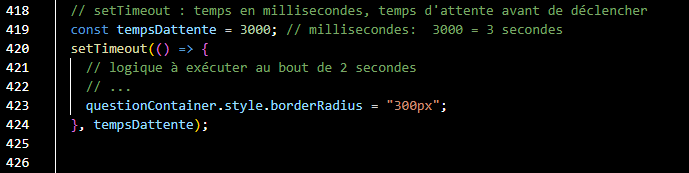 418 // setTimeout : temps en millisecondes, temps d'attente avant de déclencher
419 const tempsDattente = 3000; // millisecondes:  3000 = 3 secondes
420 setTimeout(() => {
421 // logique à exécuter au bout de 2 secondes
422 // ...
423 questionContainer.style.borderRadius = "300px";
424 }, tempsDattente);
425
426